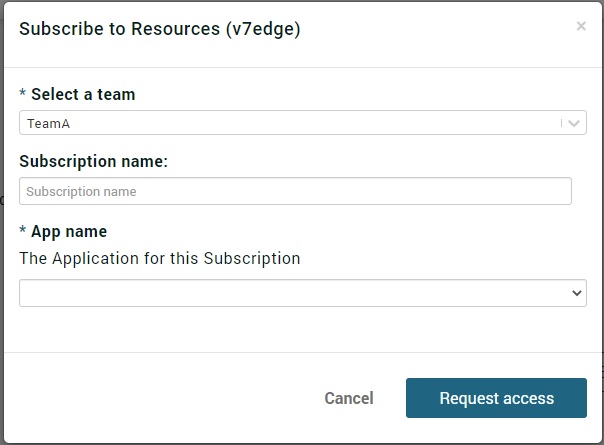 Subscribe to Resources (v7edge)
×
* Select a team
TeamA
Subscription name:
Subscription name
* App name
The Application for this Subscription
Cancel
Request access